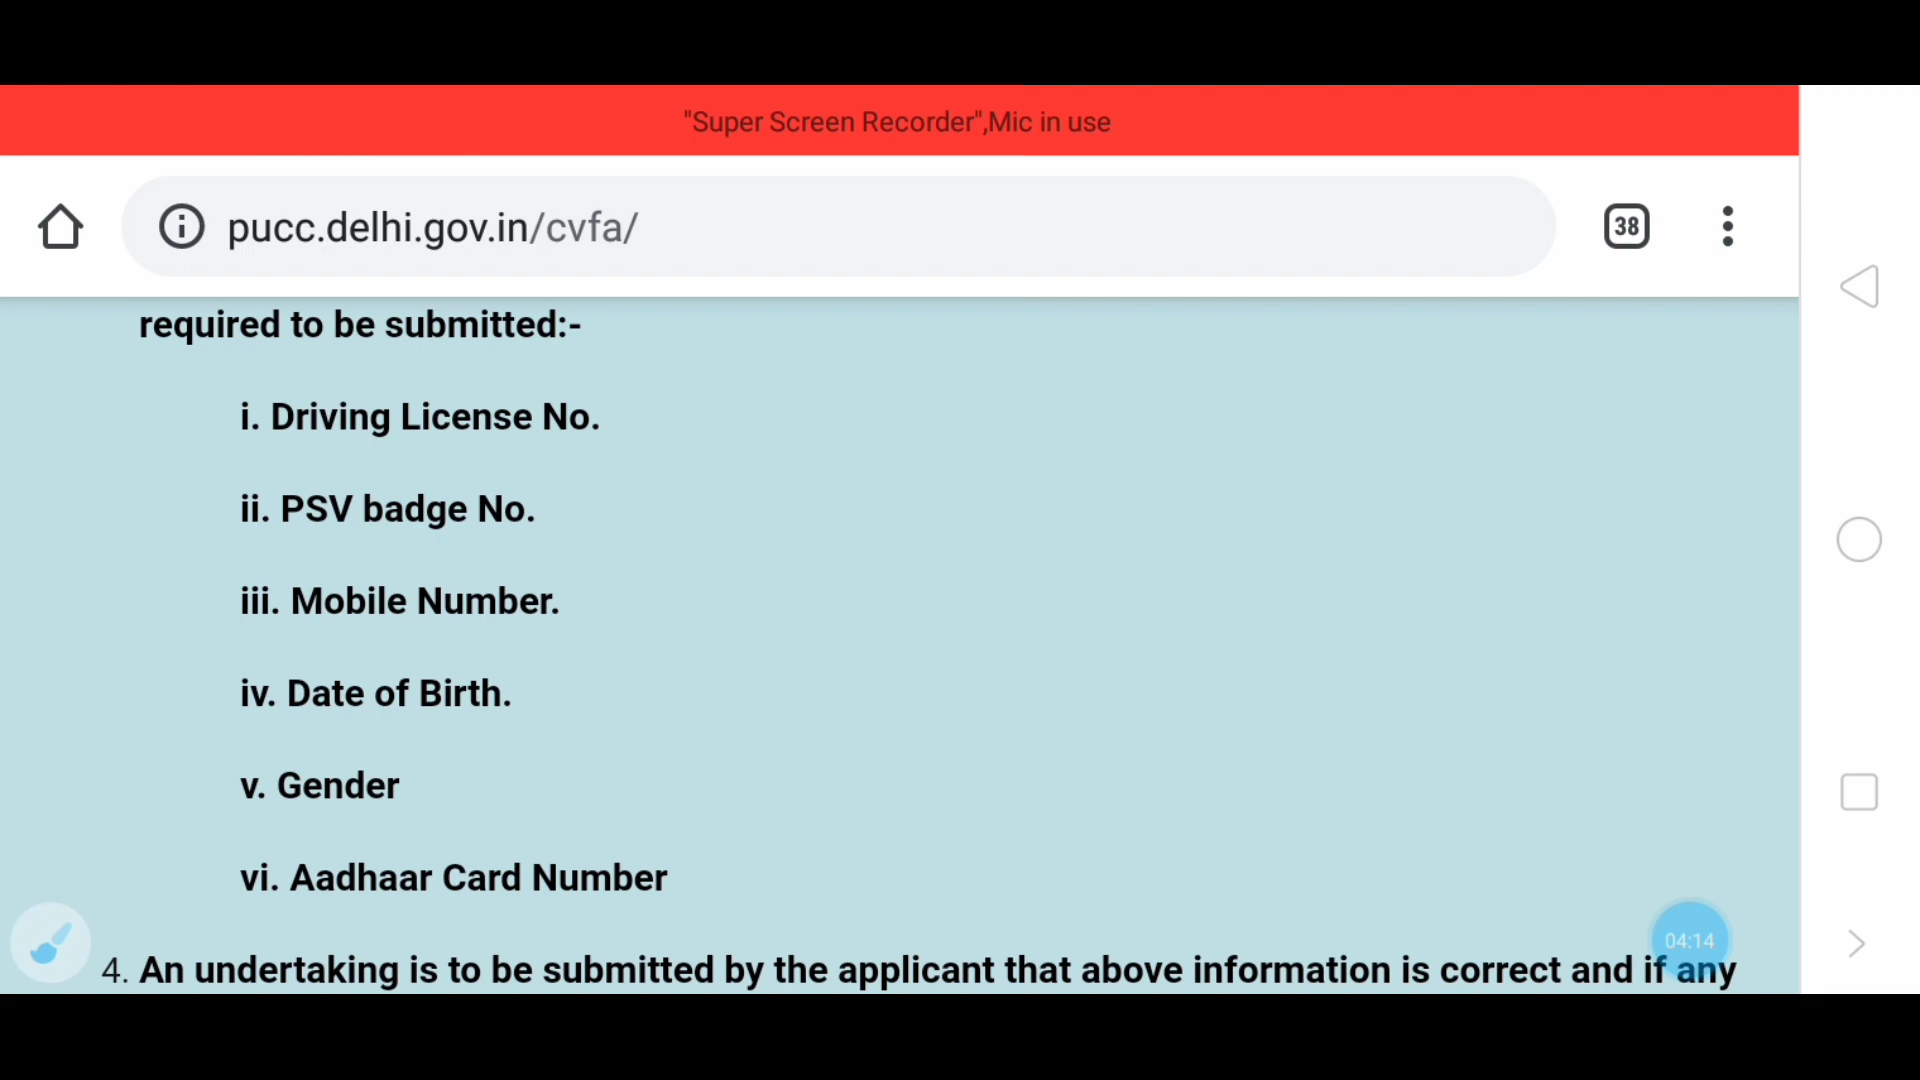 "Super Screen Recorder",Mic in use
pucc.delhi.gov.in/cvfa/
38
required to be submitted:-
i. Driving License No.
ii. PSV badge No.
iii. Mobile Number.
iv. Date of Birth.
v. Gender
vi. Aadhaar Card Number
04:14
4. An undertaking is to be submitted by the applicant that above information is correct and if any